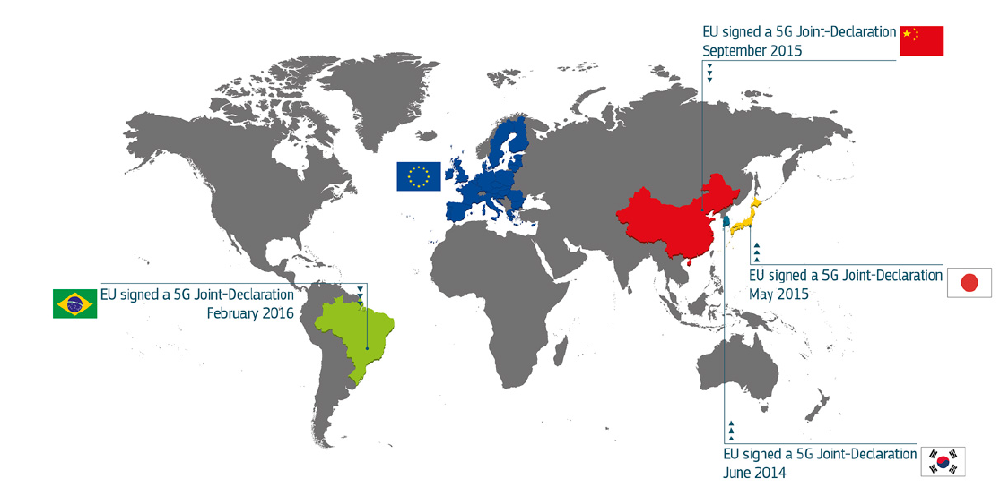 EU signed a 5G Joint-Declaration
September 2015
EU signed a 5G Joint-Declaration
May 2015
EU signed a 5G Joint-Declaration
February 2016
EU signed a 5G Joint-Declaration
June 2014